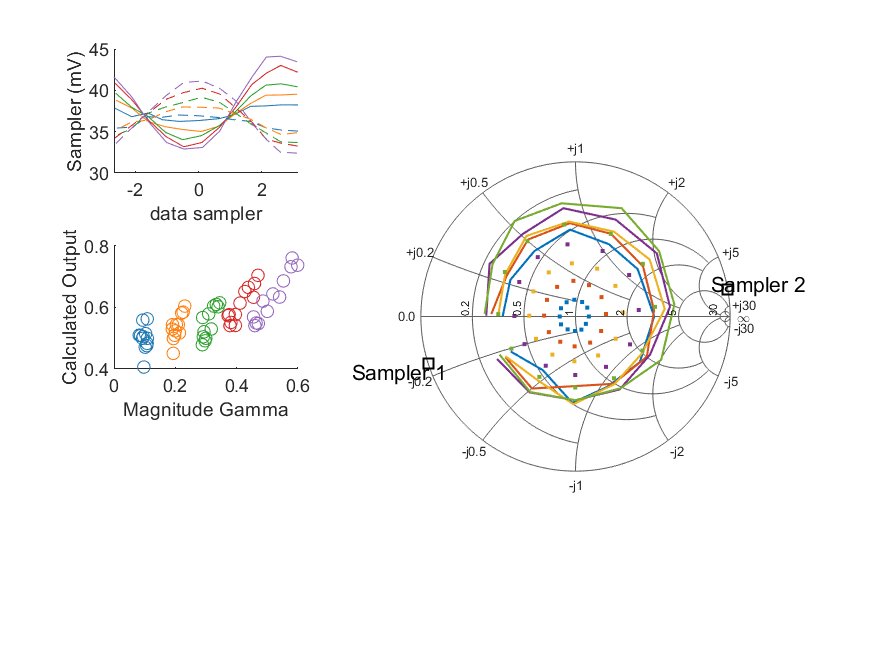 45
40
35
30
Sampler (mV)
-2 0 2
data sampler
0.8
0.6
0.4
Calculated Output
0 0.2 0.4 0.6
Magnitude Gamma
+j1
+j0.5 +j2
+j0.2 +j5
Sampler 2
+j30
0.0 0.2 0.5 1 2 5 30 ∞
-j30
Sampler 1
-j0.2 -j5
-j0.5 -j2
-j1